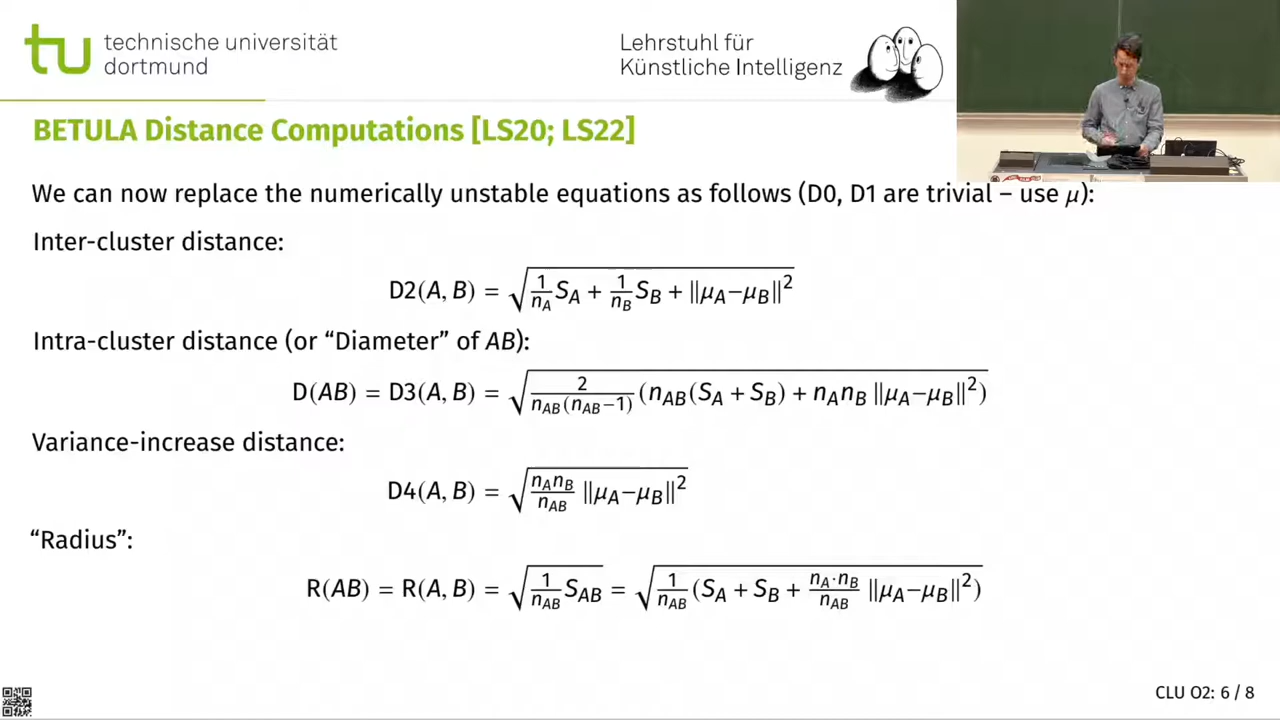 tu technische universität
dortmund
Lehrstuhl für
Künstliche Intelligenz
BETULA Distance Computations [LS20; LS22]
We can now replace the numerically unstable equations as follows (D0, D1 are trivial – use μ):
Inter-cluster distance:
D2(A, B) = √(1/n_A S_A + 1/n_B S_B + ||μ_A−μ_B||²)
Intra-cluster distance (or “Diameter” of AB):
D(AB) = D3(A, B) = √(2/(n_AB(n_AB−1)) (n_AB(S_A + S_B) + n_A n_B ||μ_A−μ_B||²))
Variance-increase distance:
D4(A, B) = √(n_A n_B/n_AB ||μ_A−μ_B||²)
“Radius”:
R(AB) = R(A, B) = √(1/n_AB S_AB) = √(1/n_AB (S_A + S_B + n_A·n_B/n_AB ||μ_A−μ_B||²))
CLU O2: 6 / 8